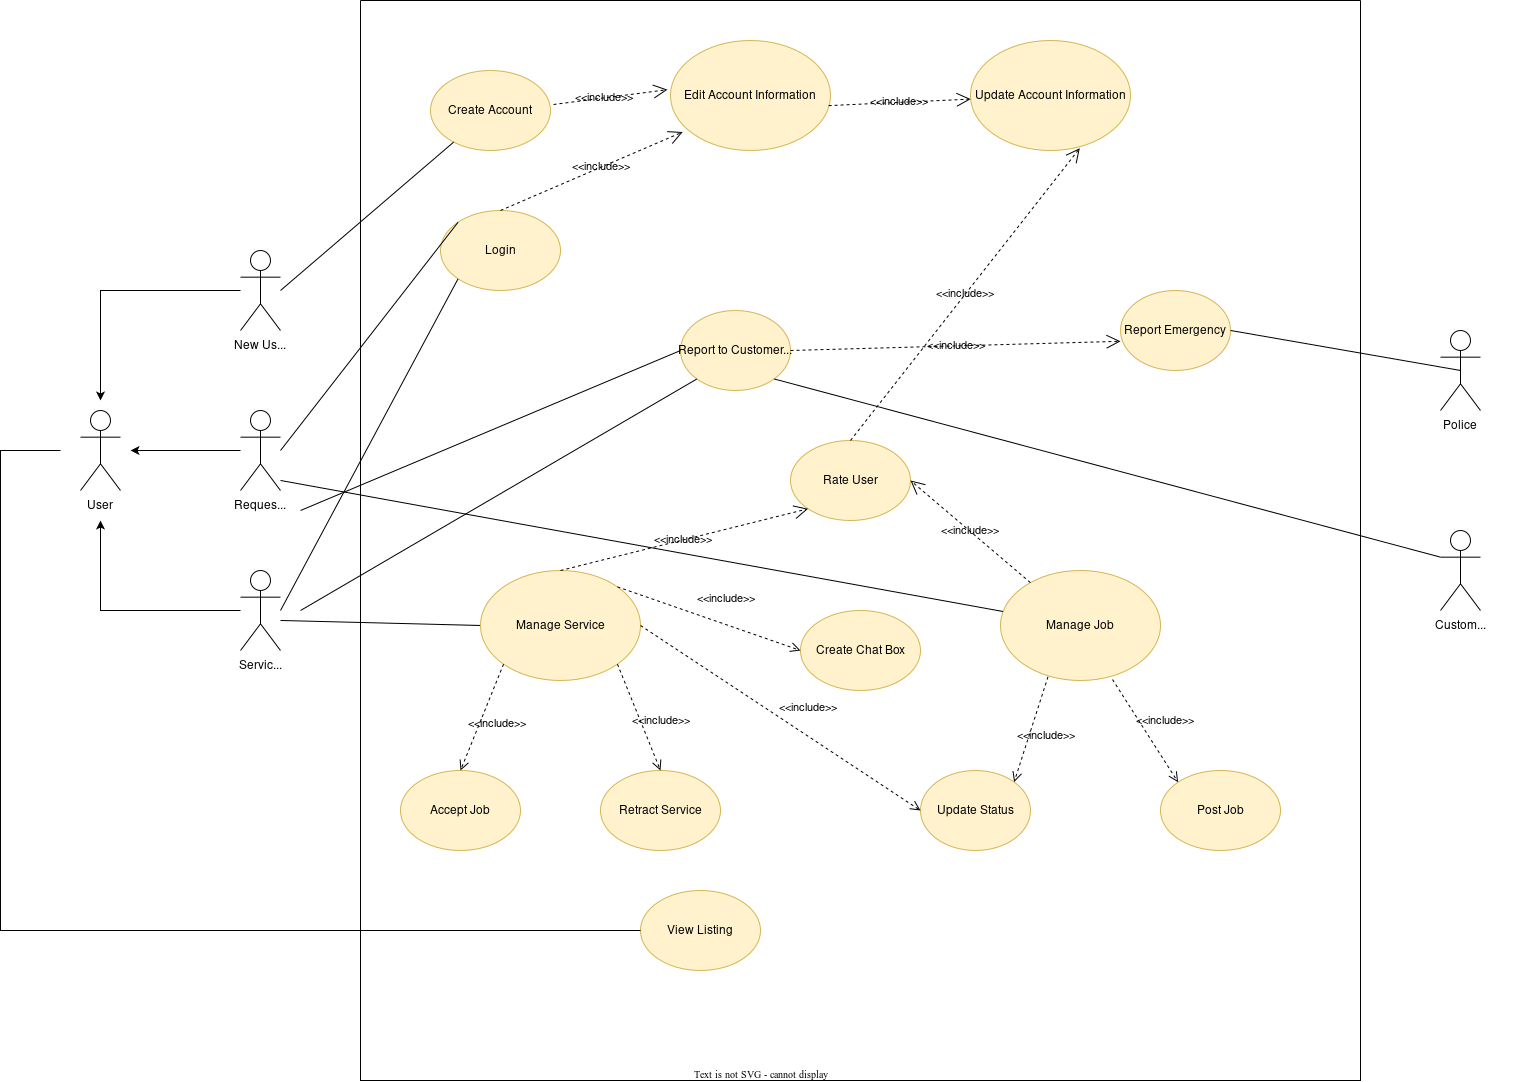 Create Account
<<include>>
Edit Account Information
<<include>>
Update Account Information
<<include>>
Login
<<include>>
New Us...
Report to Customer...
<<include>>
Report Emergency
Police
User
Reques...
Rate User
<<include>>
<<include>>
Servic...
Manage Service
<<include>>
Create Chat Box
Manage Job
Custom...
<<include>>
<<include>>
<<include>>
<<include>>
<<include>>
Accept Job
Retract Service
Update Status
Post Job
View Listing
Text is not SVG - cannot display